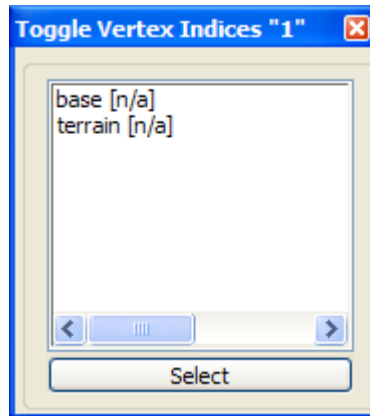 Toggle Vertex Indices "1"
base [n/a]
terrain [n/a]
Select